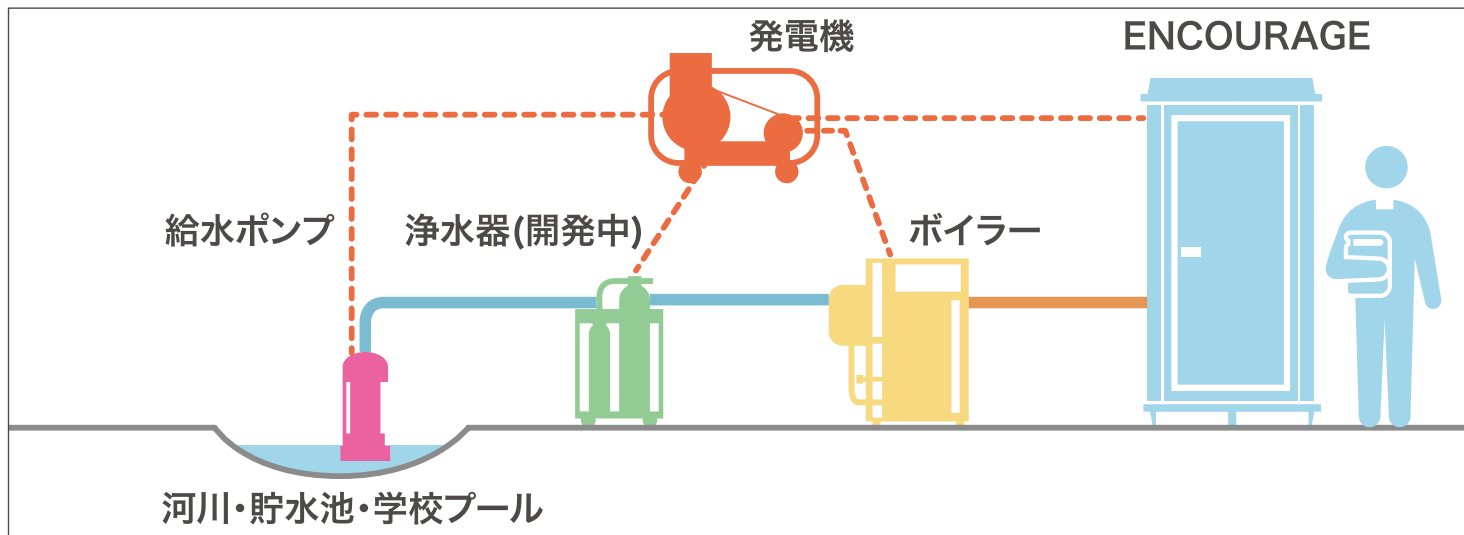 発電機
ENCOURAGE
給水ポンプ
浄水器(開発中)
ボイラー
河川・貯水池・学校プール